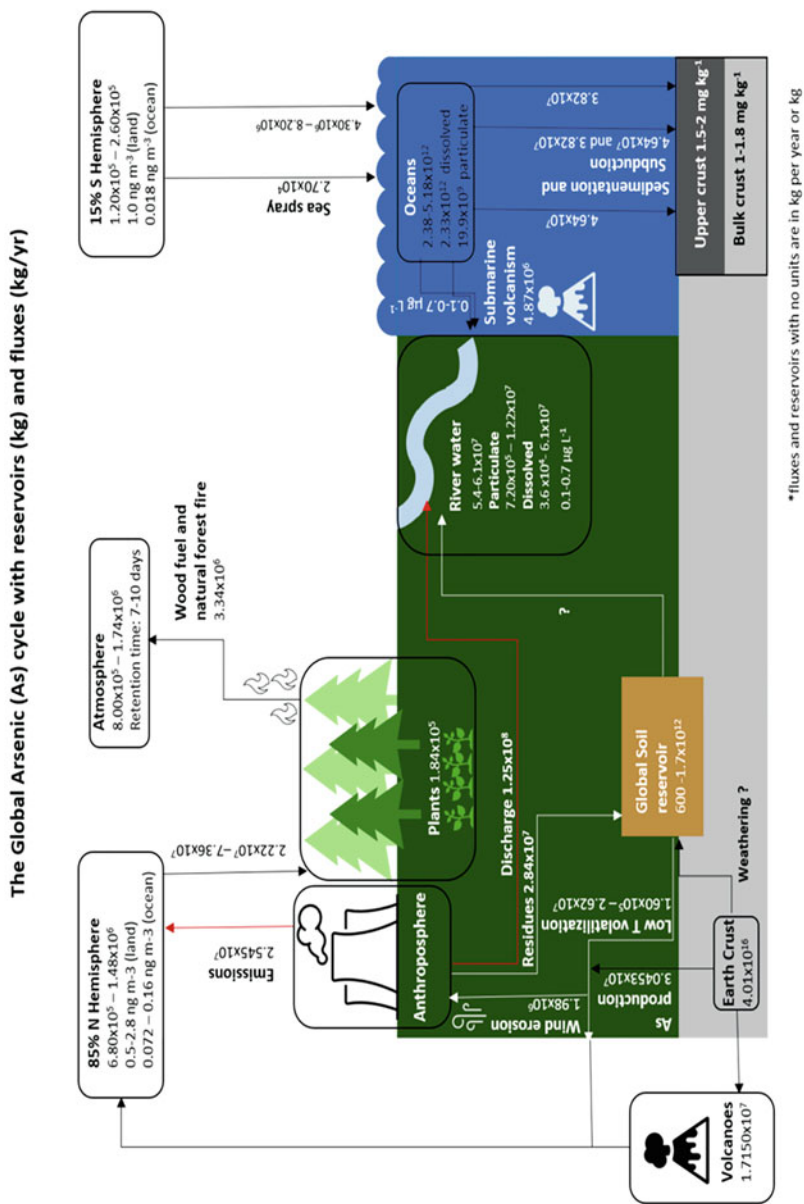 The Global Arsenic (As) cycle with reservoirs (kg) and fluxes (kg/yr)
85% N Hemisphere
6.80x10⁵ – 1.48x10⁶
0.5-2.8 ng m-3 (land)
0.072 – 0.16 ng m-3 (ocean)
Atmosphere
8.00x10⁵ – 1.74x10⁶
Retention time: 7-10 days
15% S Hemisphere
1.20x10⁵ – 2.60x10⁵
1.0 ng m⁻³ (land)
0.018 ng m⁻³ (ocean)
Emissions
2.545x10⁷
2.22x10⁷ –7.36x10⁷
Wood fuel and
natural forest fire
3.34x10⁶
Sea spray
2.70x10⁴
4.30x10⁶ – 8.20x10⁶
Anthroposphere
Plants 1.84x10⁵
River water
5.4-6.1x10⁷
Particulate
7.20x10⁵ – 1.22x10⁷
Dissolved
3.6 x10⁴- 6.1x10⁷
0.1-0.7 µg L⁻¹
0.1-0.7 µg L⁻¹
Oceans
2.38-5.18x10¹²
2.33x10¹² dissolved
19.9x10⁹ particulate
Submarine
volcanism
4.87x10⁶
Discharge 1.25x10⁸
Residues 2.84x10⁷
Wind erosion
1.98x10⁶
Low T volatilization
1.60x10⁵ – 2.62x10⁷
As
production
3.0453x10⁷
?
Global Soil
reservoir
600 -1.7x10¹²
Sedimentation and
Subduction
4.64x10⁷ and 3.82x10⁷
4.64x10⁷
3.82x10⁷
Volcanoes
1.7150x10⁷
Earth Crust
4.01x10¹⁶
Weathering ?
Upper crust 1.5-2 mg kg⁻¹
Bulk crust 1-1.8 mg kg⁻¹
*fluxes and reservoirs with no units are in kg per year or kg